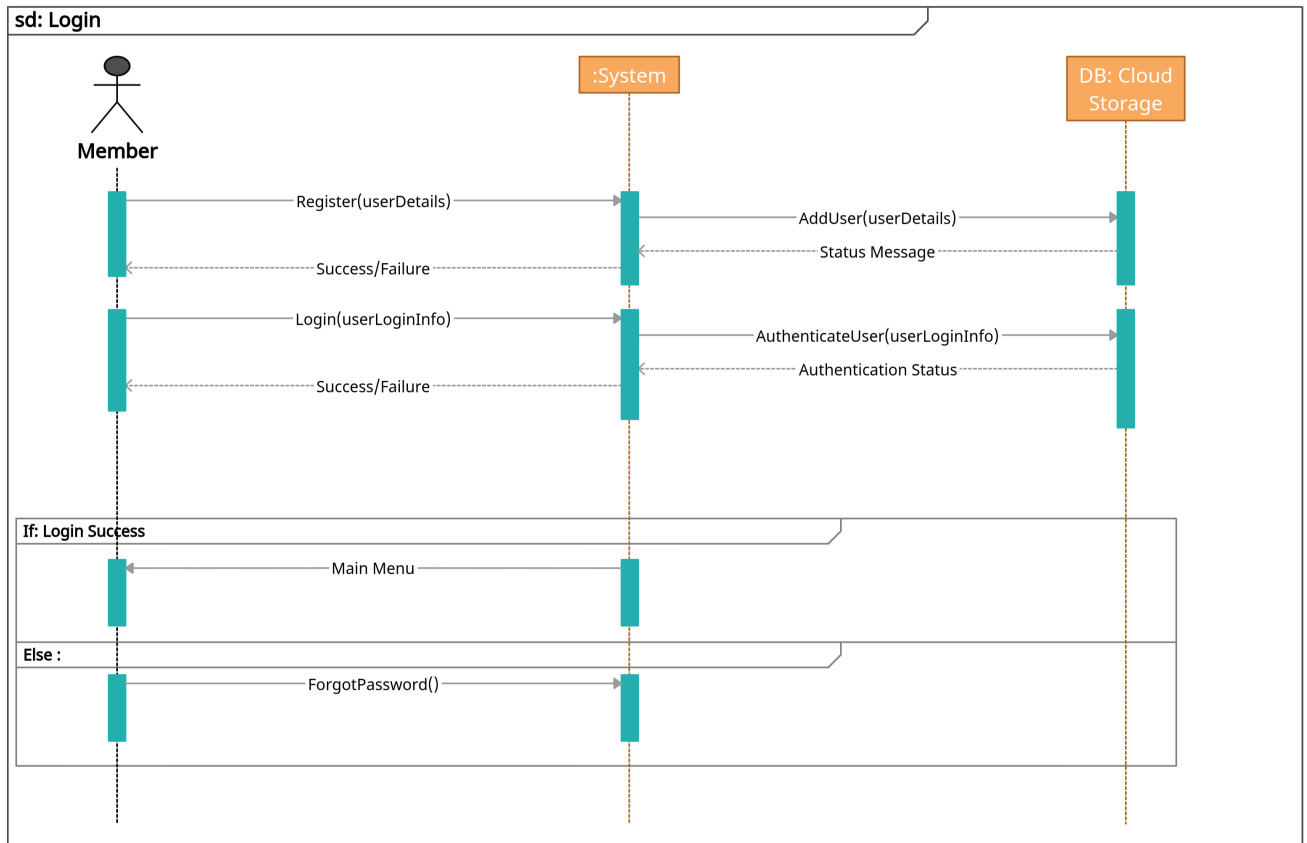 sd: Login
:System
DB: Cloud
Storage
Member
Register(userDetails)
AddUser(userDetails)
Status Message
Success/Failure
Login(userLoginInfo)
AuthenticateUser(userLoginInfo)
Authentication Status
Success/Failure
If: Login Success
Main Menu
Else :
ForgotPassword()